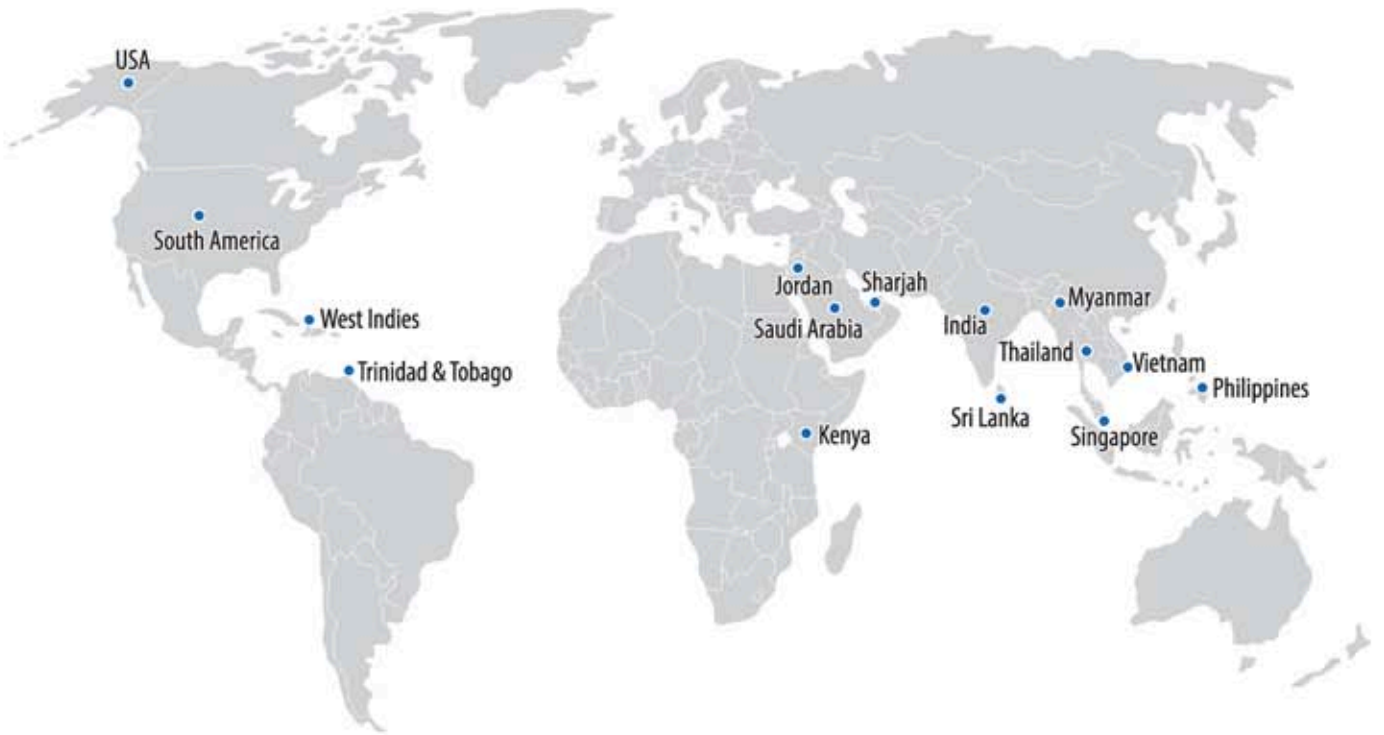 USA
South America
West Indies
Trinidad & Tobago
Jordan
Sharjah
Saudi Arabia
India
Myanmar
Thailand
Vietnam
Philippines
Sri Lanka
Singapore
Kenya